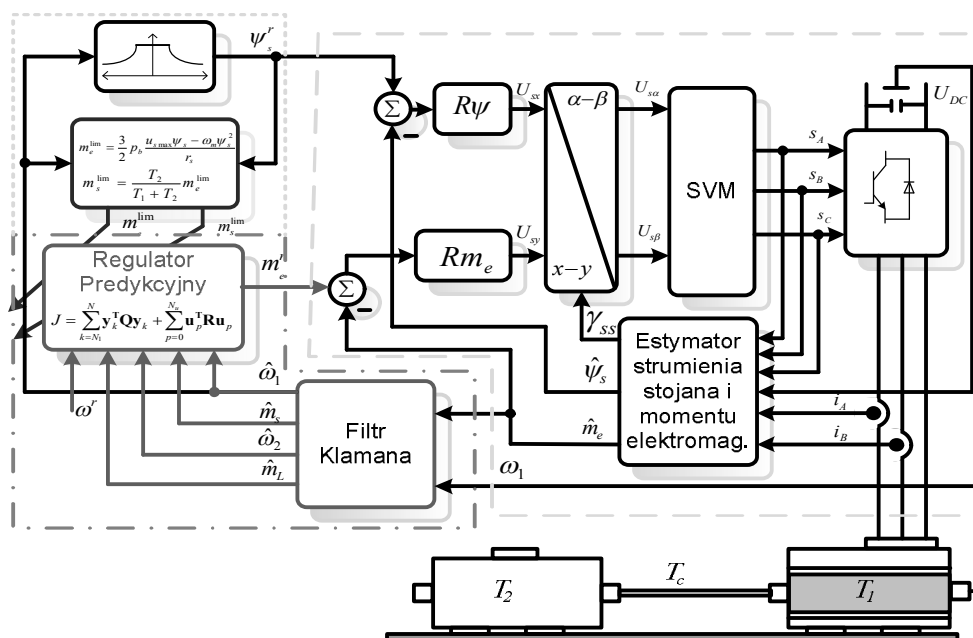 ψ_s^r
m_e^lim = 3/2 p_b (u_smax ψ_s − ω_m ψ_s^2)/r_s
m_s^lim = T_2/(T_1 + T_2) m_e^lim
m^lim
m_s^lim
Regulator
Predykcyjny
J = ∑_{k=N_1}^{N} y_k^T Q y_k + ∑_{p=0}^{N_u} u_p^T R u_p
m_e^r
ω^r
ω̂_1
m̂_s
ω̂_2
m̂_L
Filtr
Klamana
Σ
−
Σ
−
Rψ
Rm_e
U_sx
U_sy
α−β
x−y
U_sα
U_sβ
SVM
s_A
s_B
s_C
U_DC
γ_ss
ψ̂_s
m̂_e
ω_1
Estymator
strumienia
stojana i
momentu
elektromag.
i_A
i_B
T_2
T_c
T_1